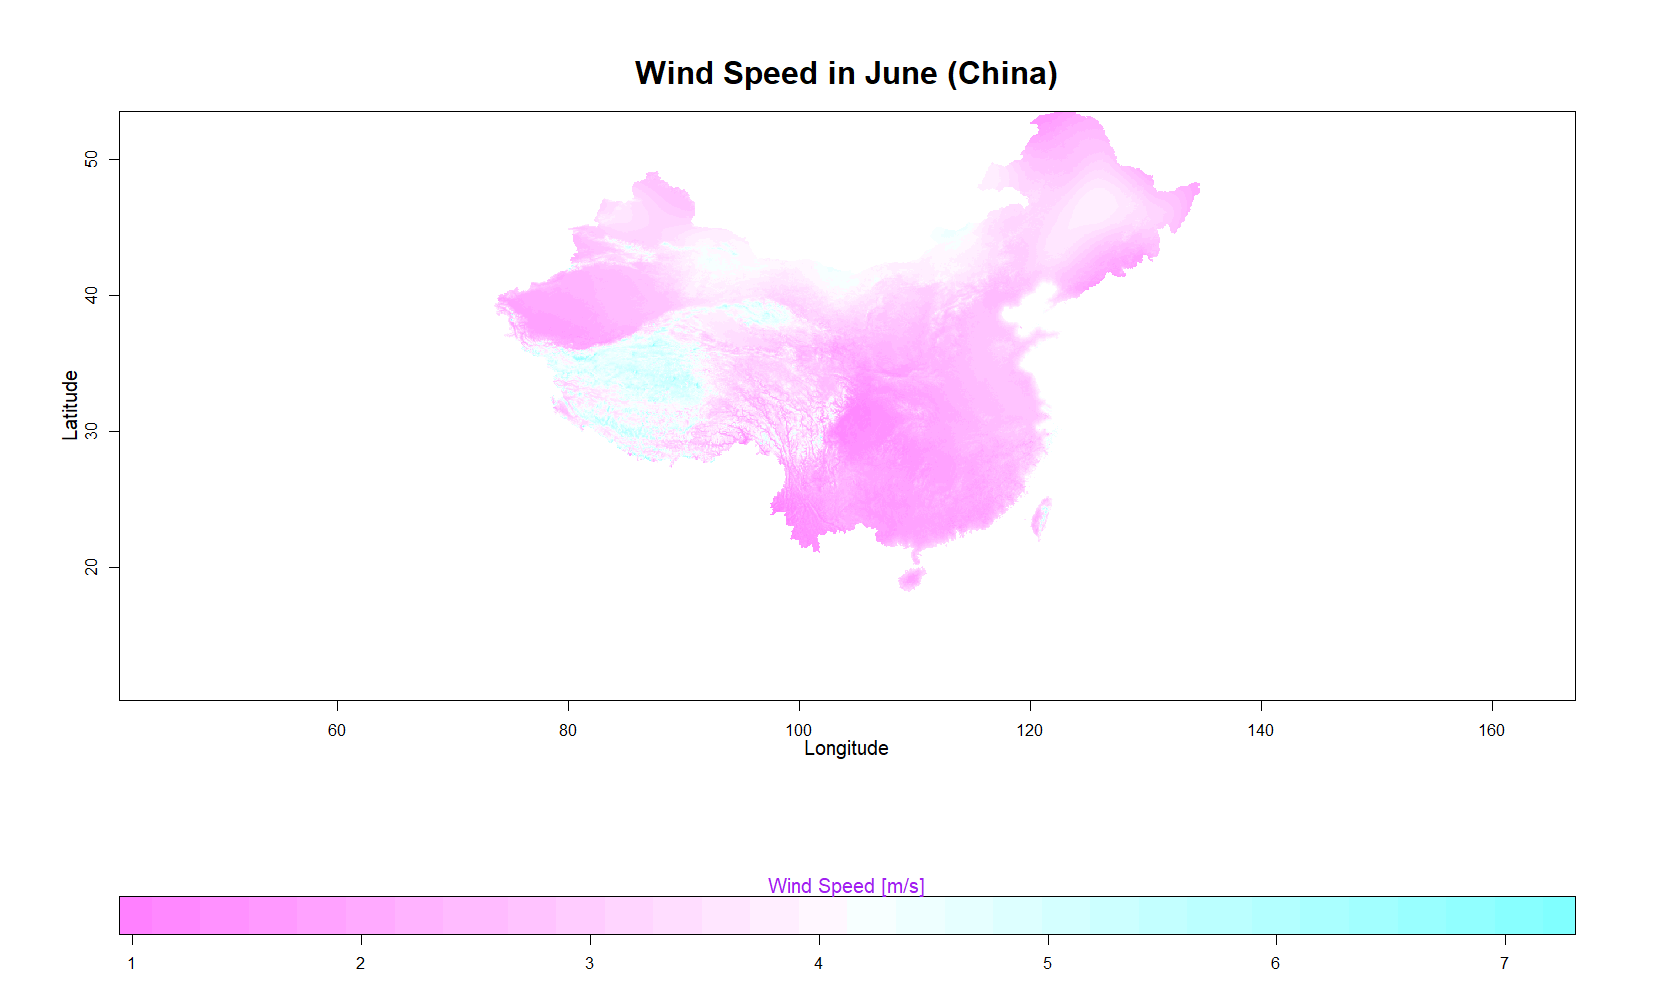 Wind Speed in June (China)
50
40
30
20
Latitude
60 80 100 120 140 160
Longitude
Wind Speed [m/s]
1 2 3 4 5 6 7